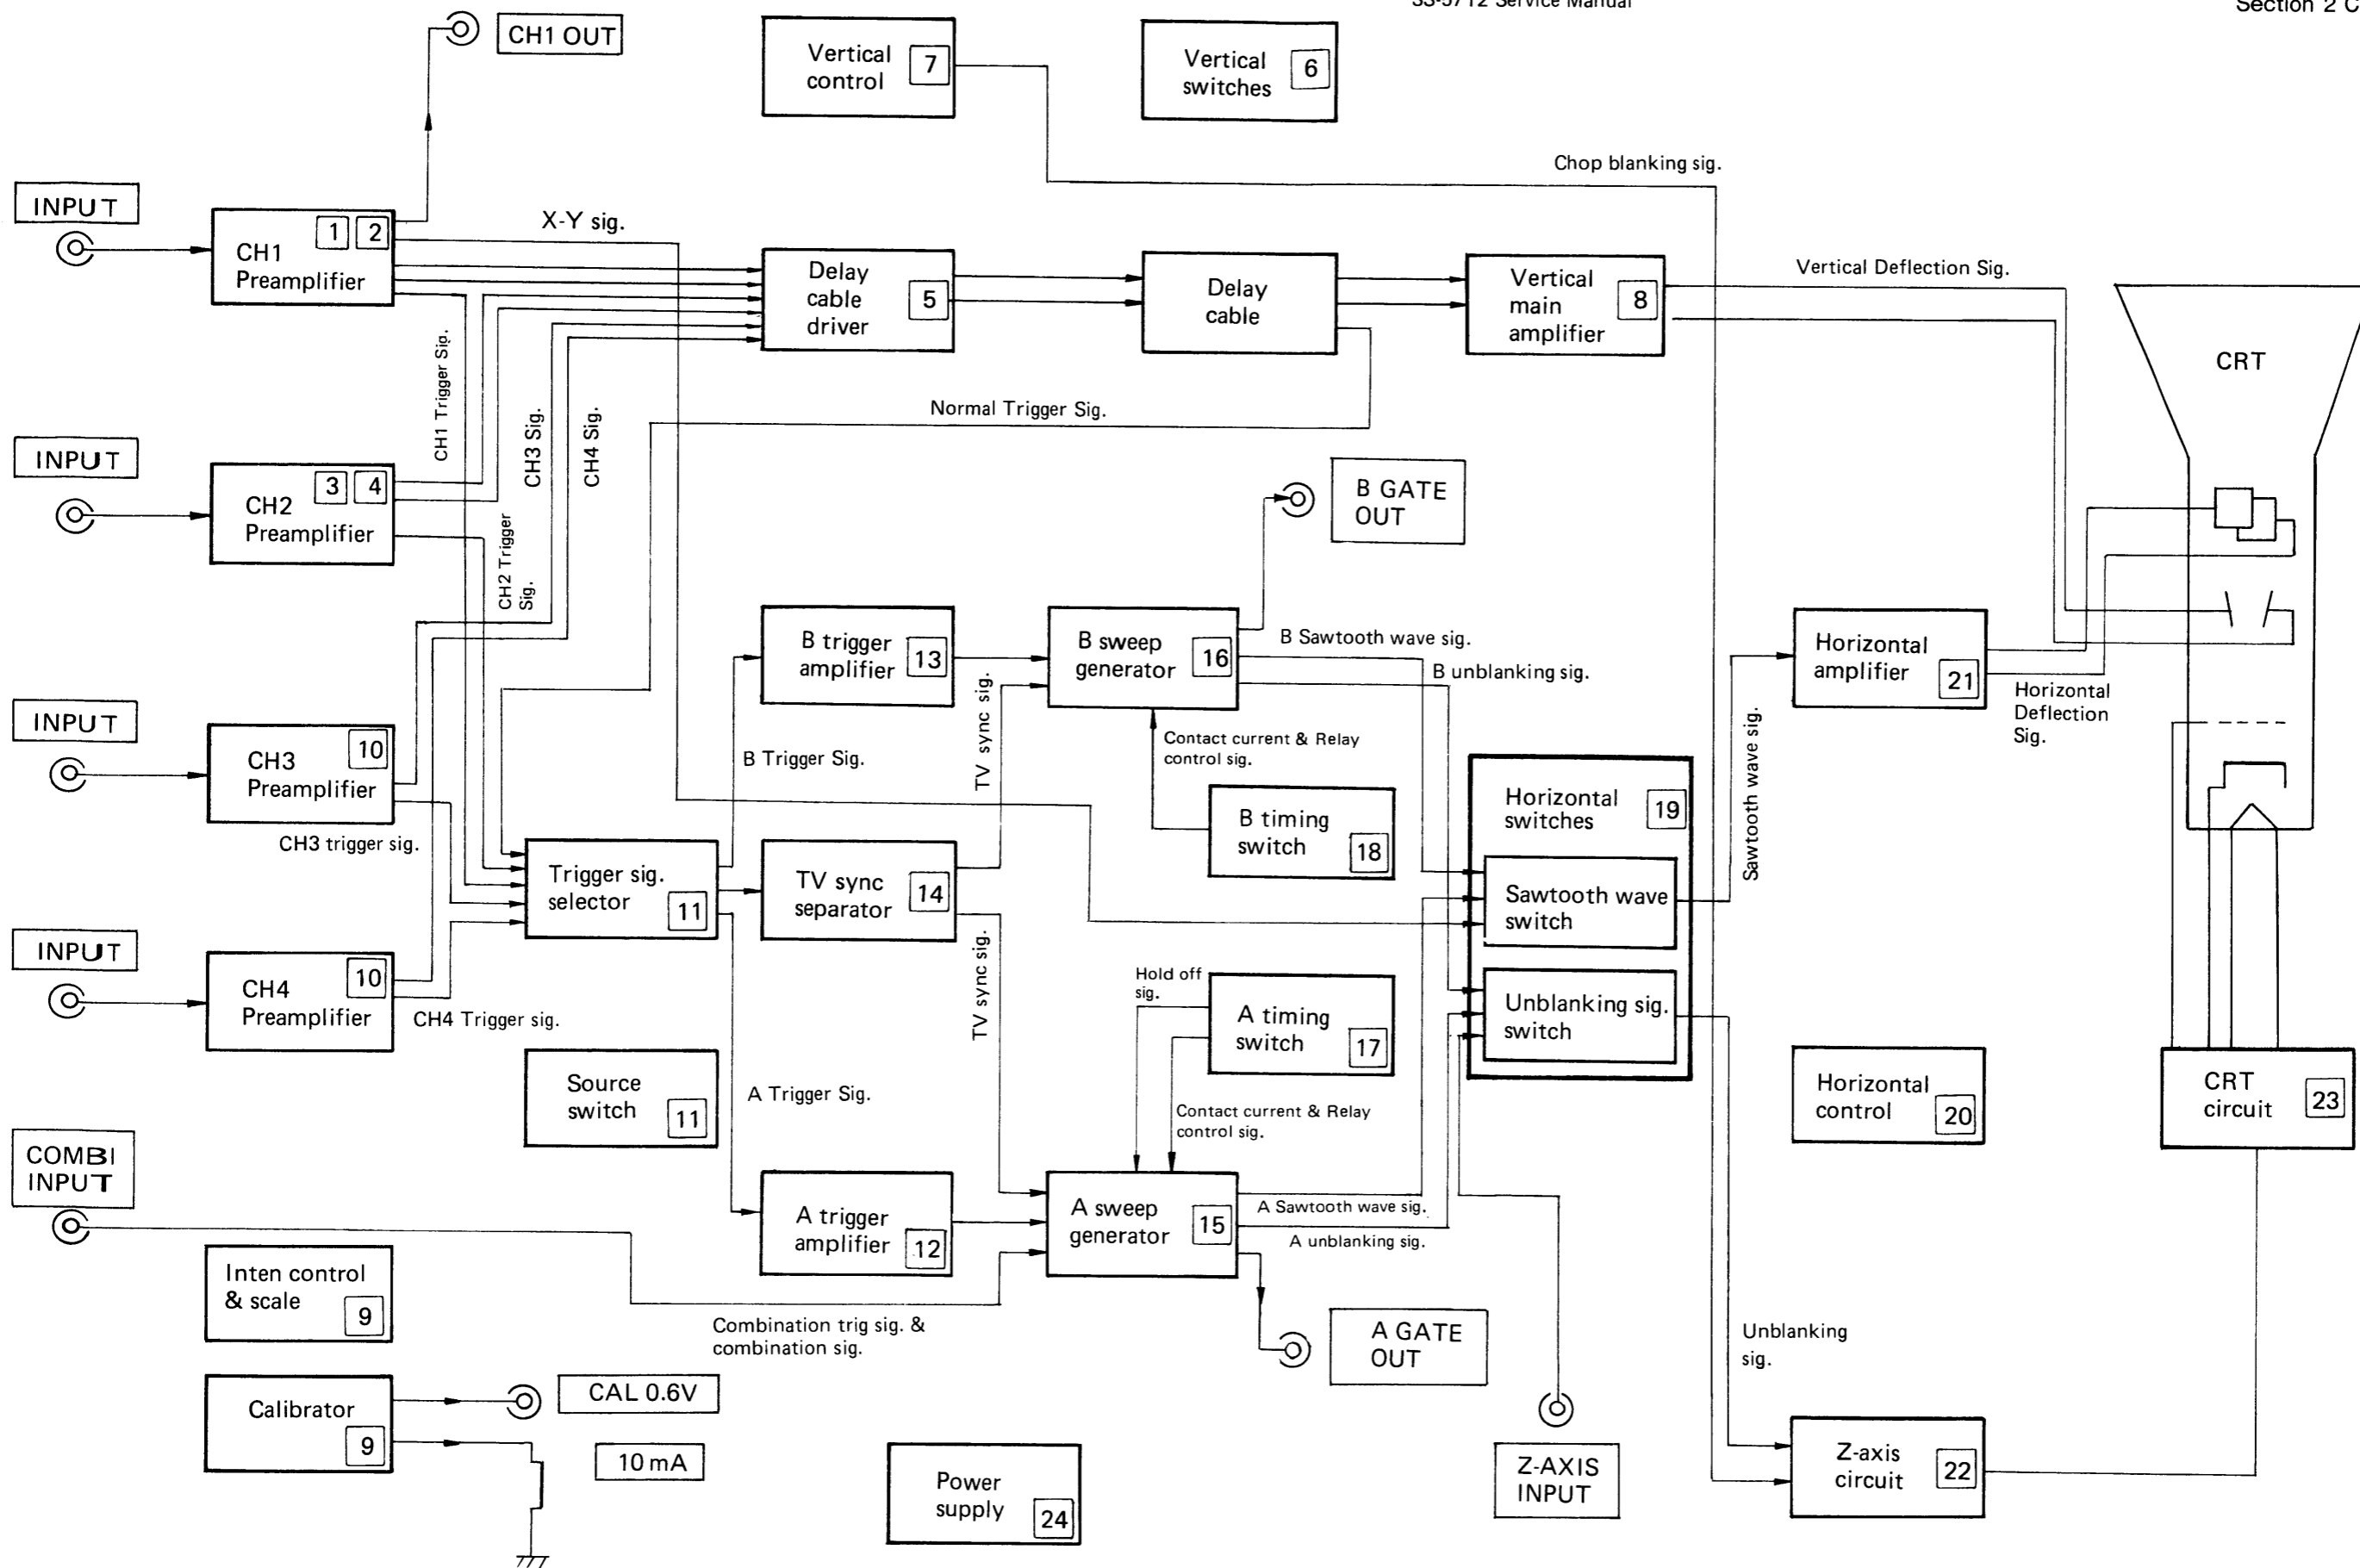 SS-5712 Service Manual
Section 2 C
CH1 OUT
Vertical
control
7
Vertical
switches
6
Chop blanking sig.
INPUT
1 2
CH1
Preamplifier
X-Y sig.
Delay
cable
driver
5
Delay
cable
Vertical
main
amplifier
8
Vertical Deflection Sig.
CRT
CH1 Trigger Sig.
CH3 Sig.
CH4 Sig.
Normal Trigger Sig.
INPUT
3 4
CH2
Preamplifier
CH2 Trigger
Sig.
B GATE
OUT
B trigger
amplifier
13
TV sync sig.
B sweep
generator
16
B Sawtooth wave sig.
B unblanking sig.
Horizontal
amplifier
21
Horizontal
Deflection
Sig.
INPUT
10
CH3
Preamplifier
CH3 trigger sig.
B Trigger Sig.
Contact current & Relay
control sig.
B timing
switch
18
Horizontal
switches
19
Sawtooth wave sig.
Trigger sig.
selector
11
TV sync
separator
14
Sawtooth wave
switch
INPUT
10
CH4
Preamplifier
CH4 Trigger sig.
TV sync sig.
Hold off
sig.
A timing
switch
17
Unblanking sig.
switch
Source
switch
11
A Trigger Sig.
Contact current & Relay
control sig.
Horizontal
control
20
CRT
circuit
23
COMBI
INPUT
A trigger
amplifier
12
A sweep
generator
15
A Sawtooth wave sig.
A unblanking sig.
Inten control
& scale
9
Combination trig sig. &
combination sig.
A GATE
OUT
Unblanking
sig.
Calibrator
9
CAL 0.6V
10 mA
Power
supply
24
Z-AXIS
INPUT
Z-axis
circuit
22